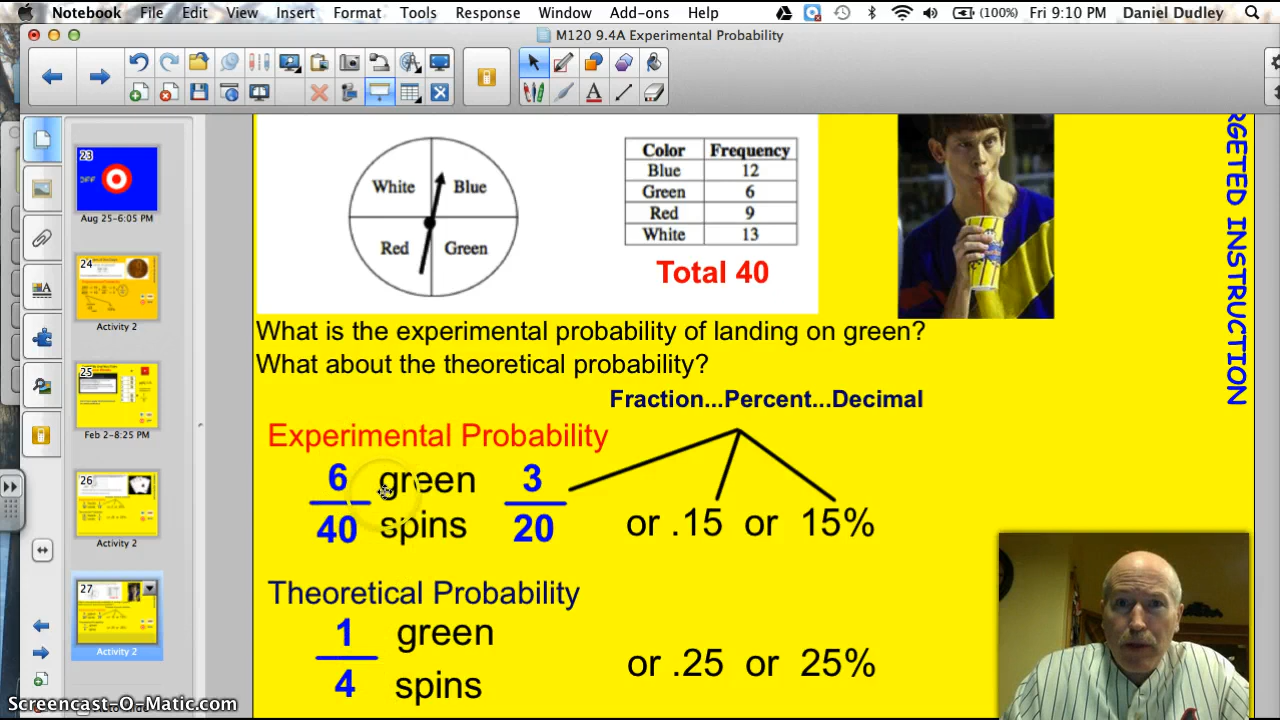 Notebook File Edit View Insert Format Tools Response Window Add-ons Help (100%) Fri 9:10 PM Daniel Dudley
M120 9.4A Experimental Probability
White Blue
Red Green
Color Frequency
Blue 12
Green 6
Red 9
White 13
Total 40
RGETED INSTRUCTION
What is the experimental probability of landing on green?
What about the theoretical probability?
Fraction...Percent...Decimal
Experimental Probability
6 green 3
40 spins 20 or .15 or 15%
Theoretical Probability
1 green
4 spins or .25 or 25%
23
Aug 25-6:05 PM
24
Activity 2
25
Feb 2-8:25 PM
26
Activity 2
27
Activity 2
Screencast-O-Matic.com